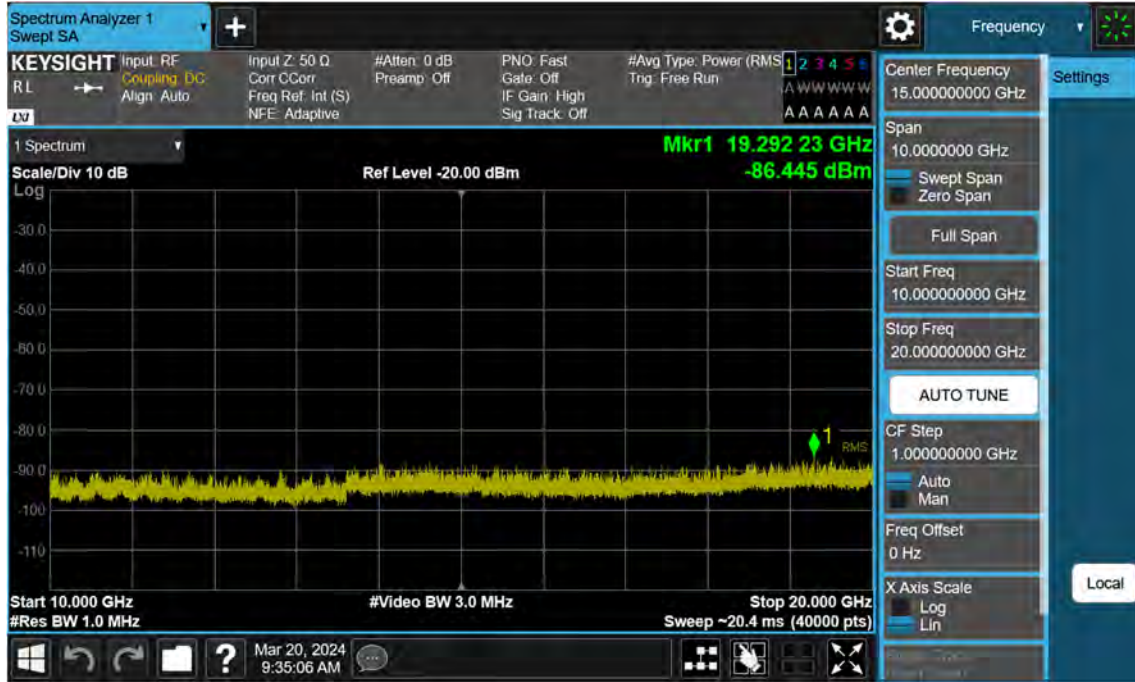 Spectrum Analyzer 1
Swept SA
Frequency
KEYSIGHT
R L
LXI
Input: RF
Coupling: DC
Align: Auto
Input Z: 50 Ω
Corr CCorr
Freq Ref: Int (S)
NFE: Adaptive
#Atten: 0 dB
Preamp: Off
PNO: Fast
Gate: Off
IF Gain: High
Sig Track: Off
#Avg Type: Power (RMS
Trig: Free Run
1 2 3 4 5 6
A W W W W W
A A A A A A
1 Spectrum
Scale/Div 10 dB
Log
Ref Level -20.00 dBm
Mkr1 19.292 23 GHz
-86.445 dBm
-30.0
-40.0
-50.0
-60.0
-70.0
-80.0
-90.0
-100
-110
1
RMS
Start 10.000 GHz
#Res BW 1.0 MHz
#Video BW 3.0 MHz
Stop 20.000 GHz
Sweep ~20.4 ms (40000 pts)
Center Frequency
15.000000000 GHz
Span
10.0000000 GHz
Swept Span
Zero Span
Full Span
Start Freq
10.000000000 GHz
Stop Freq
20.000000000 GHz
AUTO TUNE
CF Step
1.000000000 GHz
Auto
Man
Freq Offset
0 Hz
X Axis Scale
Log
Lin
Settings
Local
?
Mar 20, 2024
9:35:06 AM